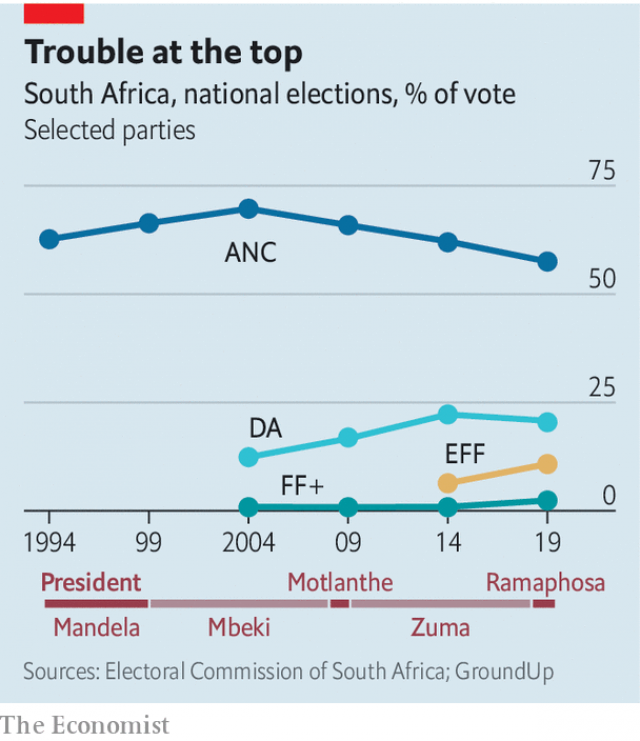 Trouble at the top
South Africa, national elections, % of vote
Selected parties
75
ANC
50
25
DA
EFF
FF+
0
1994 99 2004 09 14 19
President Motlanthe Ramaphosa
Mandela Mbeki Zuma
Sources: Electoral Commission of South Africa; GroundUp
The Economist